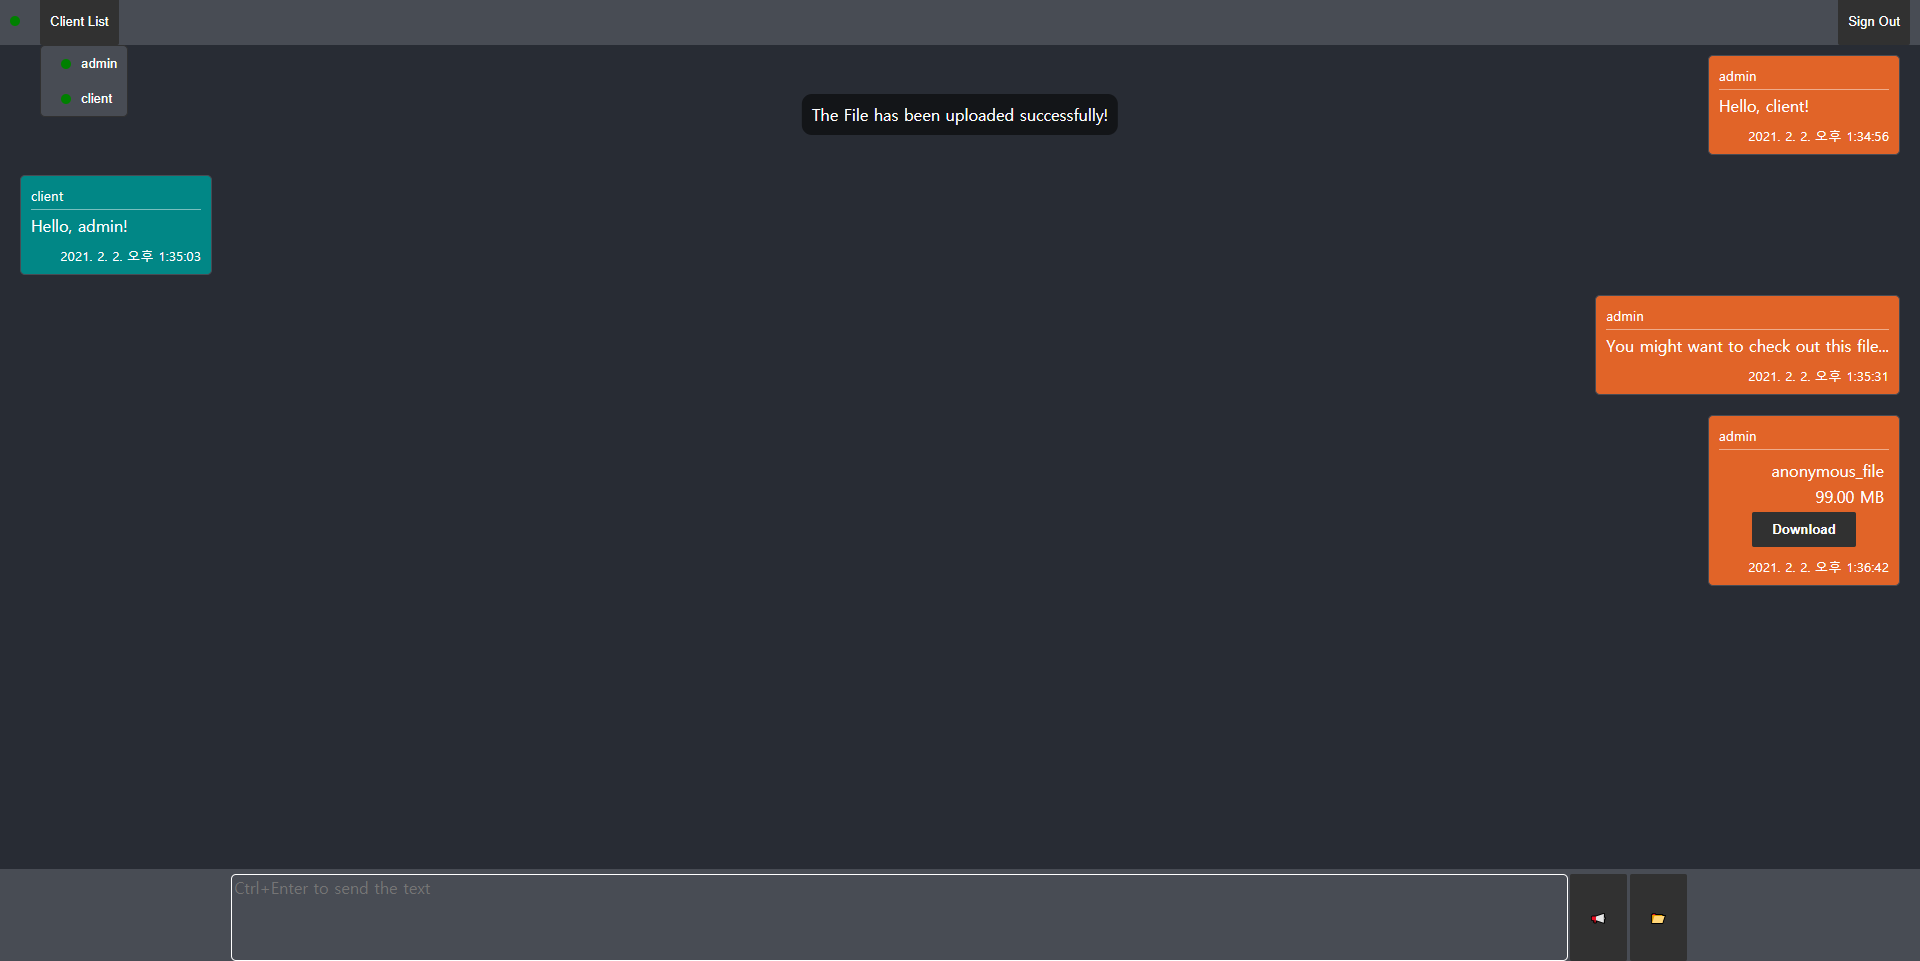 Client List
Sign Out
admin
client
The File has been uploaded successfully!
admin
Hello, client!
2021. 2. 2. 오후 1:34:56
client
Hello, admin!
2021. 2. 2. 오후 1:35:03
admin
You might want to check out this file...
2021. 2. 2. 오후 1:35:31
admin
anonymous_file
99.00 MB
Download
2021. 2. 2. 오후 1:36:42
Ctrl+Enter to send the text